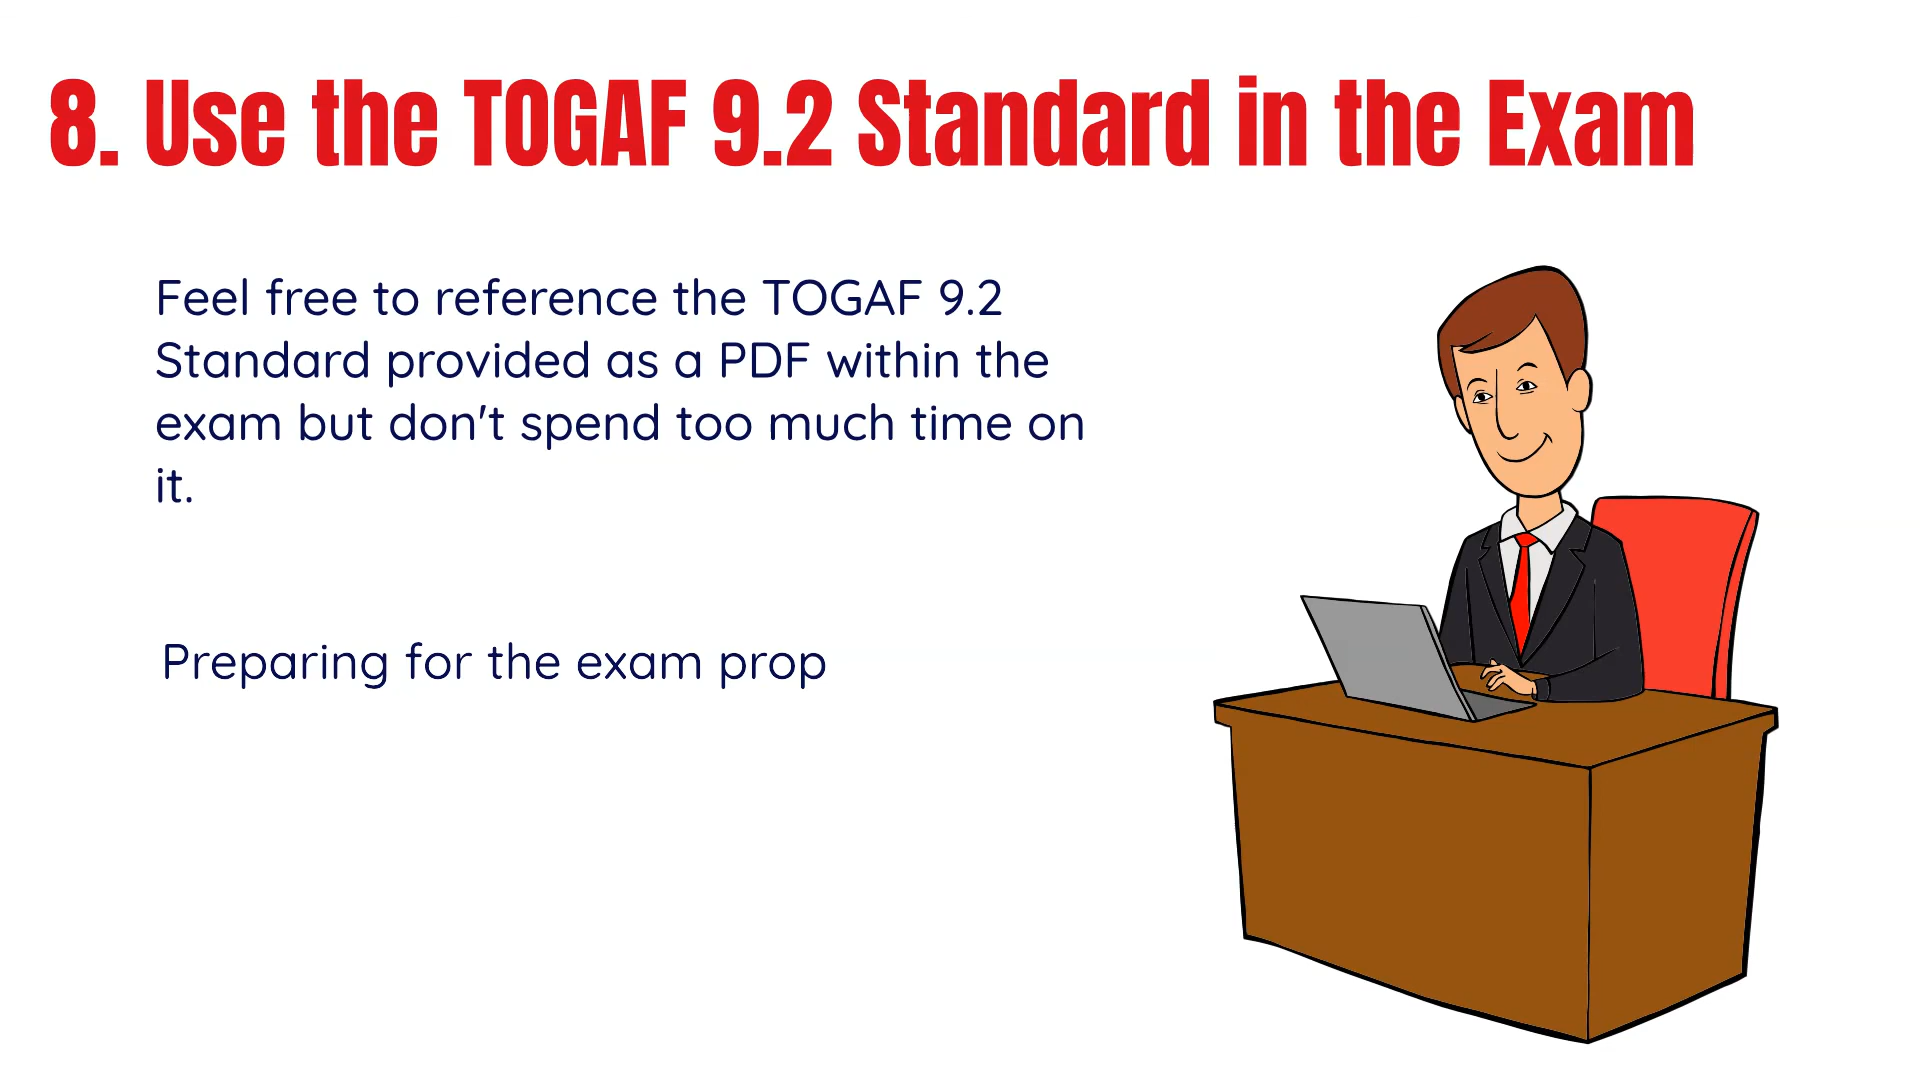 8. Use the TOGAF 9.2 Standard in the Exam
Feel free to reference the TOGAF 9.2
Standard provided as a PDF within the
exam but don't spend too much time on
it.
Preparing for the exam prop